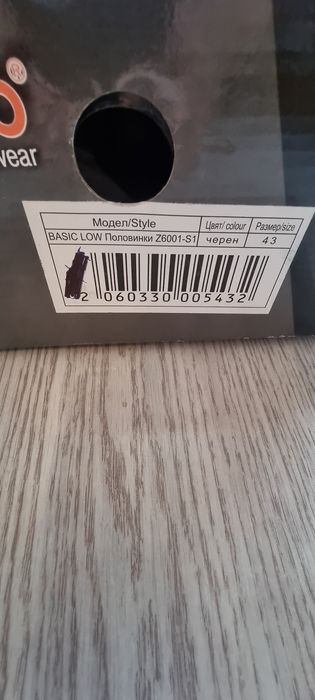 ®
wear
Модел/Style Цвят/ colour Размер/size
BASIC LOW Половинки Z6001-S1 черен 43
2 060330 005432